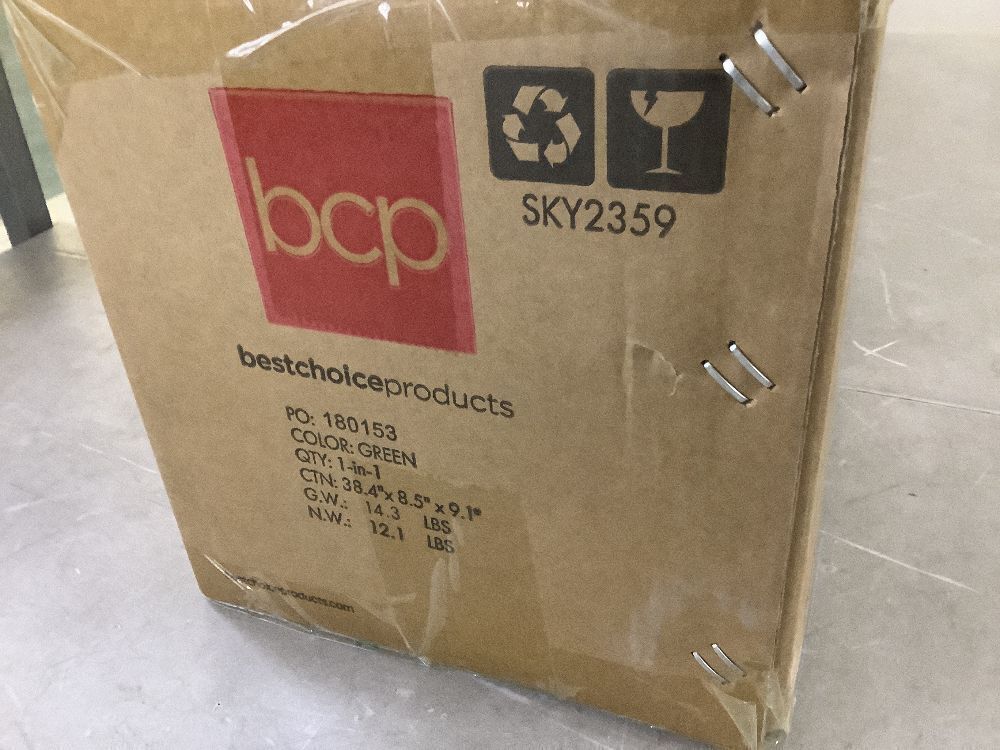 bcp
SKY2359
bestchoiceproducts
PO: 180153
COLOR: GREEN
QTY: 1-in-1
CTN: 38.4"x 8.5" x 9.1"
G.W.: 14.3 LBS
N.W.: 12.1 LBS